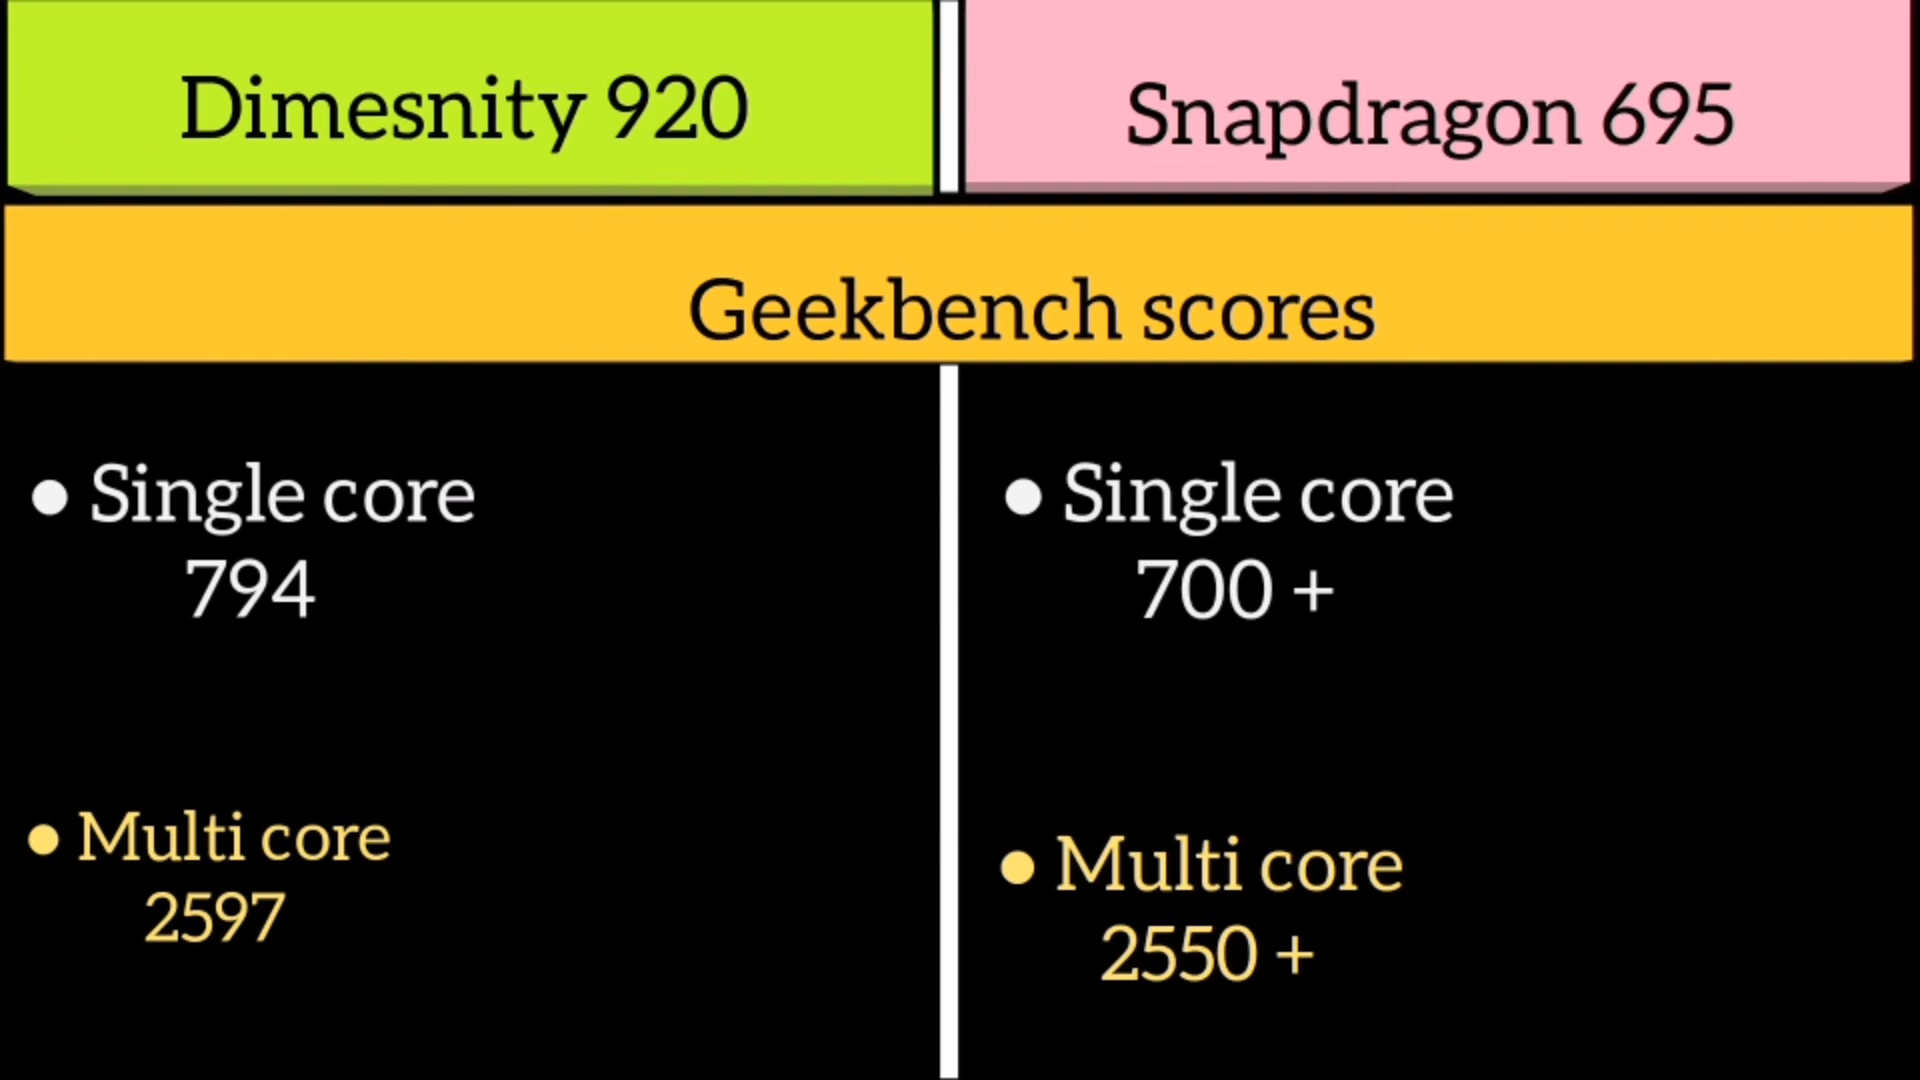 Dimesnity 920
Snapdragon 695
Geekbench scores
• Single core
794
• Multi core
2597
• Single core
700 +
• Multi core
2550 +